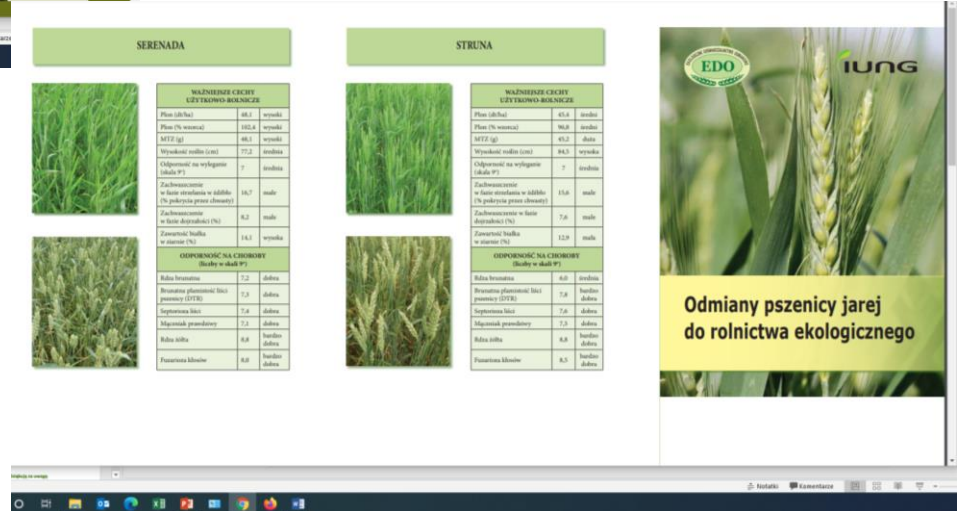 SERENADA
WAŻNIEJSZE CECHY
UŻYTKOWO-ROLNICZE
Plon (dt/ha) 48,1 wysoki
Plon (% wzorca) 102,4 wysoki
MTZ (g) 48,1 wysoki
Wysokość roślin (cm) 77,2 średnia
Odporność na wyleganie
(skala 9°) 7 średnia
Zachwaszczenie
w fazie strzelania w źdźbło
(% pokrycia przez chwasty) 16,7 małe
Zachwaszczenie
w fazie dojrzałości (%) 8,2 małe
Zawartość białka
w ziarnie (%) 14,1 wysoka
ODPORNOŚĆ NA CHOROBY
(liczby w skali 9°)
Rdza brunatna 7,2 dobra
Brunatna plamistość liści
pszenicy (DTR) 7,3 dobra
Septorioza liści 7,4 dobra
Mączniak prawdziwy 7,1 dobra
Rdza żółta 8,8 bardzo
dobra
Fuzarioza kłosów 8,0 bardzo
dobra
STRUNA
WAŻNIEJSZE CECHY
UŻYTKOWO-ROLNICZE
Plon (dt/ha) 45,4 średni
Plon (% wzorca) 96,8 średni
MTZ (g) 45,2 duża
Wysokość roślin (cm) 84,5 wysoka
Odporność na wyleganie
(skala 9°) 7 średnia
Zachwaszczenie
w fazie strzelania w źdźbło
(% pokrycia przez chwasty) 15,6 małe
Zachwaszczenie w fazie
dojrzałości (%) 7,6 małe
Zawartość białka
w ziarnie (%) 12,9 mała
ODPORNOŚĆ NA CHOROBY
(liczby w skali 9°)
Rdza brunatna 6,0 średnia
Brunatna plamistość liści
pszenicy (DTR) 7,8 bardzo
dobra
Septorioza liści 7,6 dobra
Mączniak prawdziwy 7,5 dobra
Rdza żółta 8,8 bardzo
dobra
Fuzarioza kłosów 8,5 bardzo
dobra
EDO
IUNG
Odmiany pszenicy jarej
do rolnictwa ekologicznego
Notatki Komentarze